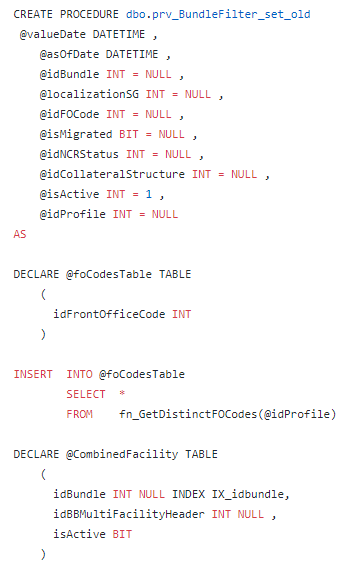 CREATE PROCEDURE dbo.prv_BundleFilter_set_old
@valueDate DATETIME ,
@asOfDate DATETIME ,
@idBundle INT = NULL ,
@localizationSG INT = NULL ,
@idFOCode INT = NULL ,
@isMigrated BIT = NULL ,
@idNCRStatus INT = NULL ,
@idCollateralStructure INT = NULL ,
@isActive INT = 1 ,
@idProfile INT = NULL
AS
DECLARE @foCodesTable TABLE
(
idFrontOfficeCode INT
)
INSERT INTO @foCodesTable
SELECT *
FROM fn_GetDistinctFOCodes(@idProfile)
DECLARE @CombinedFacility TABLE
(
idBundle INT NULL INDEX IX_idbundle,
idBBMultiFacilityHeader INT NULL ,
isActive BIT
)